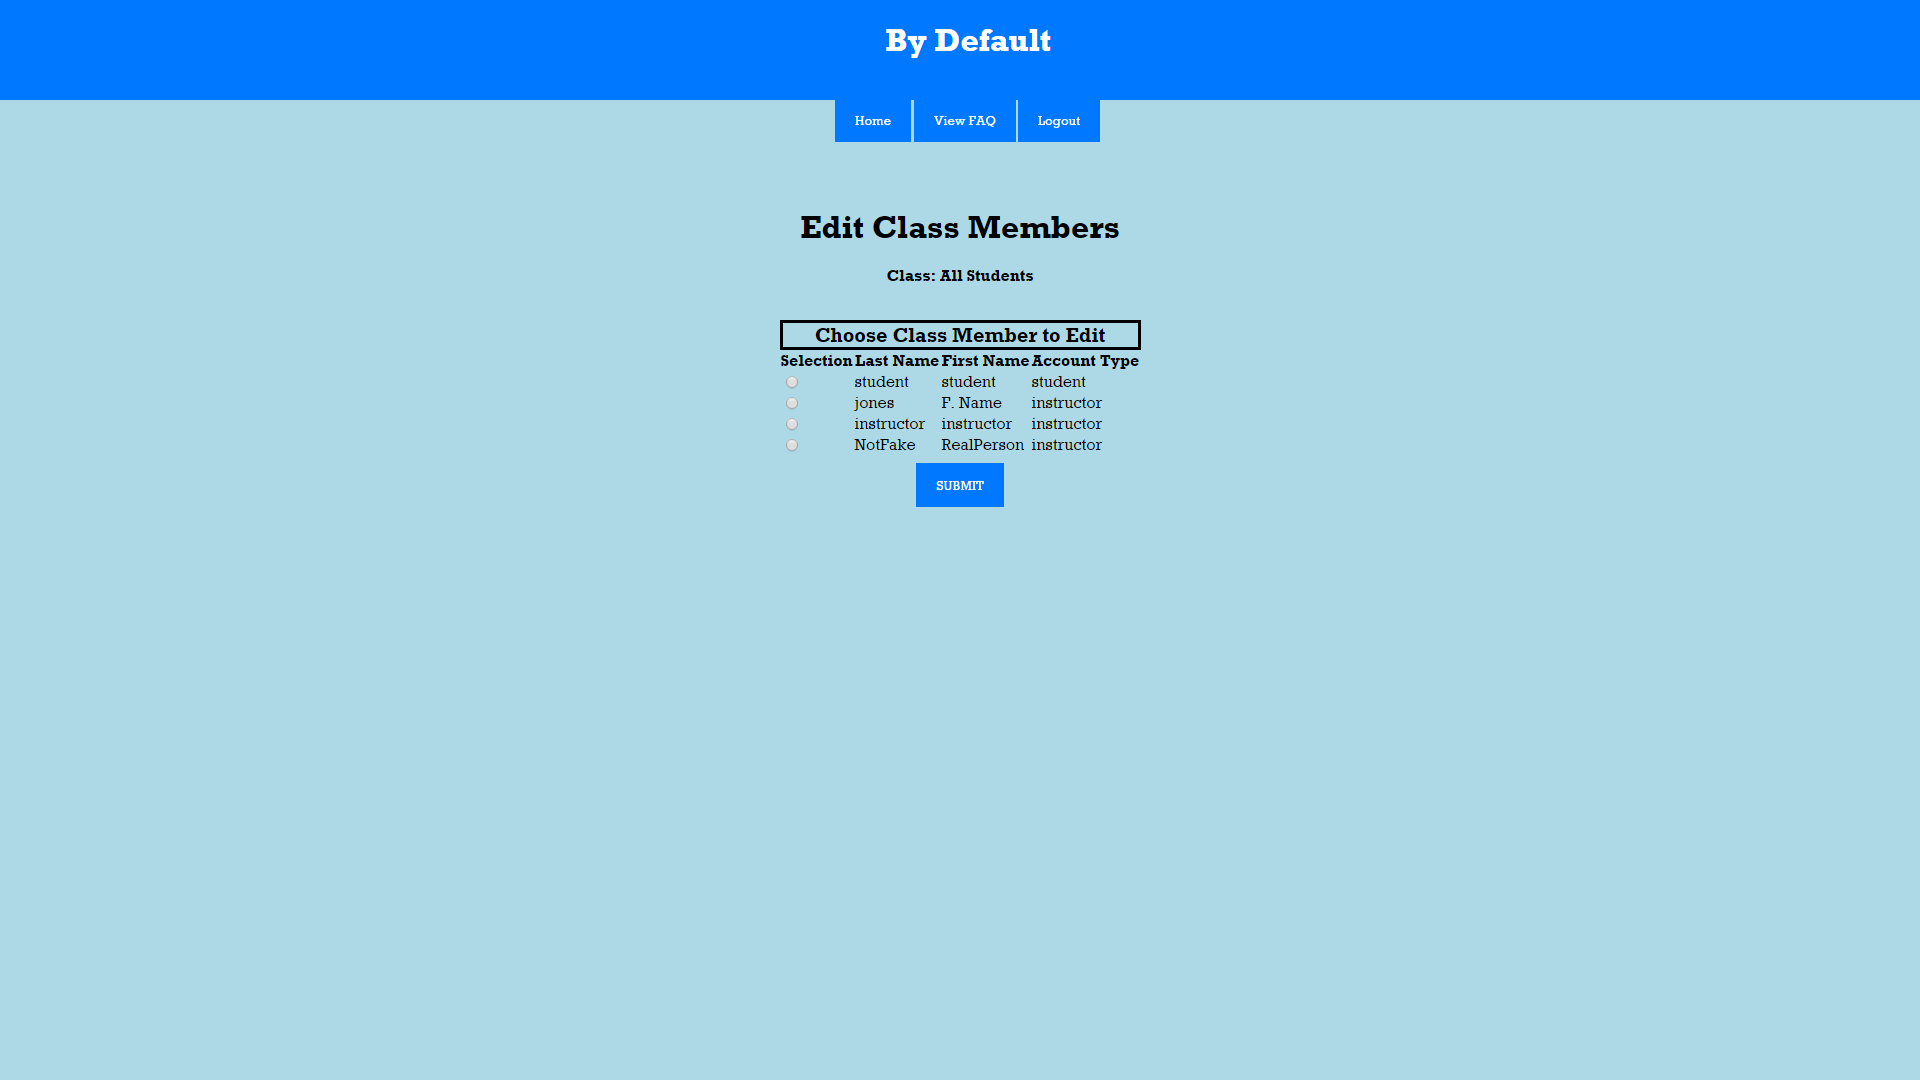 By Default
Home View FAQ Logout
Edit Class Members
Class: All Students
Choose Class Member to Edit
Selection Last Name First Name Account Type
student student student
jones F. Name instructor
instructor instructor instructor
NotFake RealPerson instructor
SUBMIT